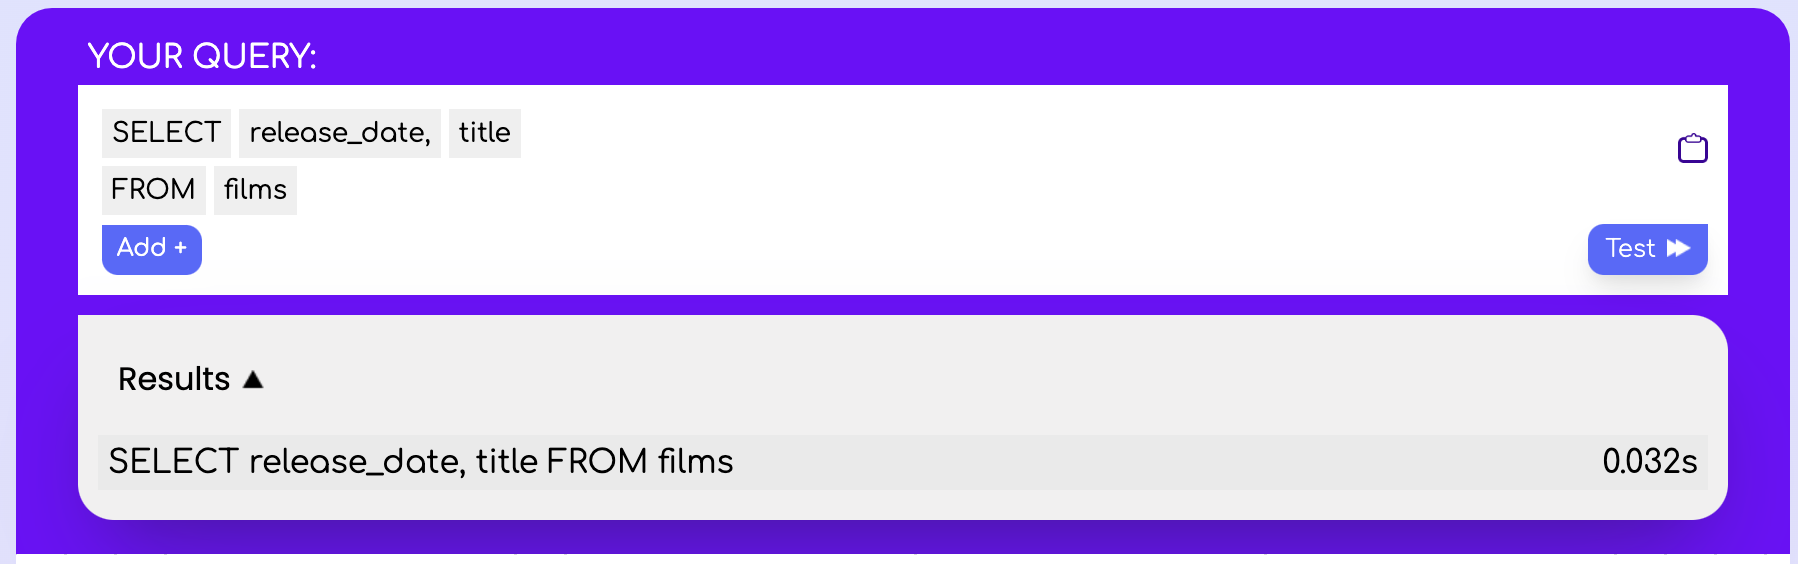 YOUR QUERY:
SELECT release_date, title
FROM films
Add +
Test
Results
SELECT release_date, title FROM films 0.032s